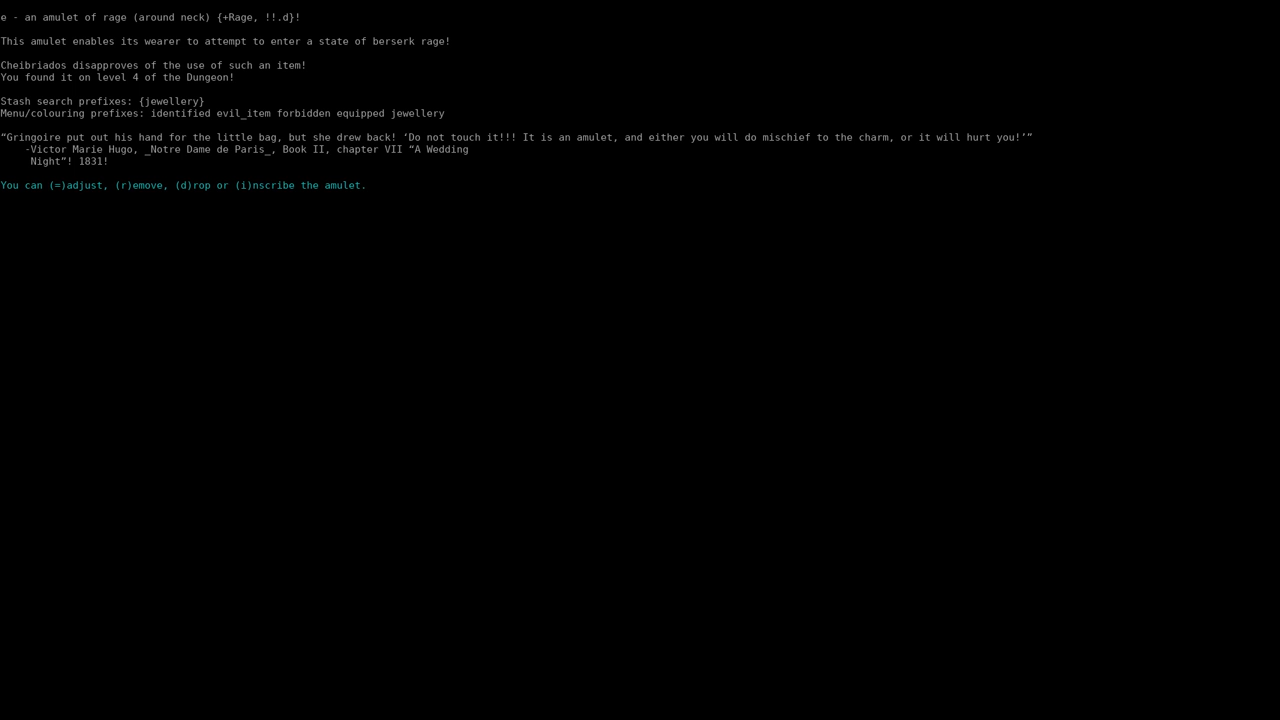 e - an amulet of rage (around neck) {+Rage, !!.d}!
This amulet enables its wearer to attempt to enter a state of berserk rage!
Cheibriados disapproves of the use of such an item!
You found it on level 4 of the Dungeon!
Stash search prefixes: {jewellery}
Menu/colouring prefixes: identified evil_item forbidden equipped jewellery
“Gringoire put out his hand for the little bag, but she drew back! ‘Do not touch it!!! It is an amulet, and either you will do mischief to the charm, or it will hurt you!’”
-Victor Marie Hugo, _Notre Dame de Paris_, Book II, chapter VII “A Wedding
Night”! 1831!
You can (=)adjust, (r)emove, (d)rop or (i)nscribe the amulet.